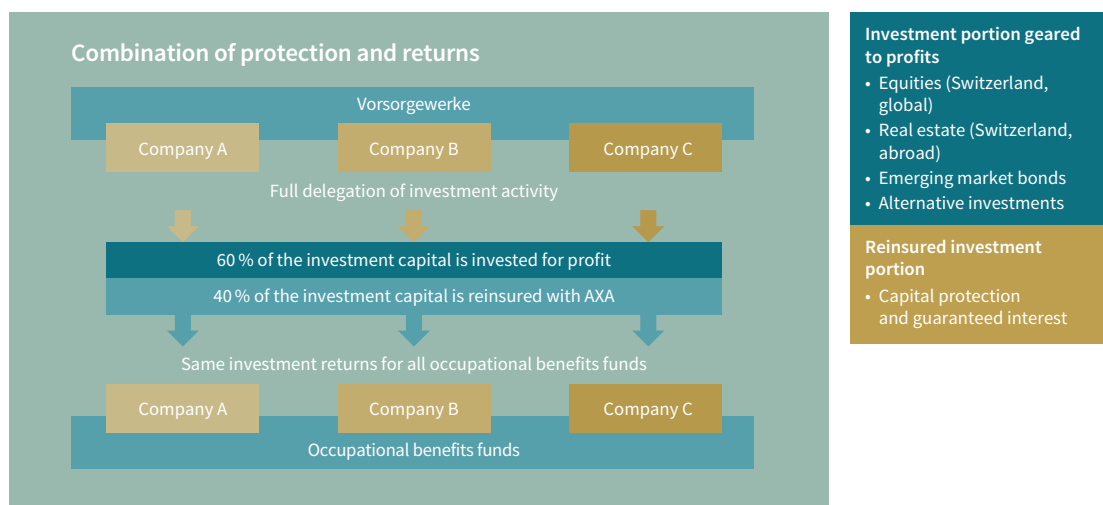 Combination of protection and returns
Vorsorgewerke
Company A
Company B
Company C
Full delegation of investment activity
60 % of the investment capital is invested for profit
40 % of the investment capital is reinsured with AXA
Same investment returns for all occupational benefits funds
Company A
Company B
Company C
Occupational benefits funds
Investment portion geared
to profits
• Equities (Switzerland,
global)
• Real estate (Switzerland,
abroad)
• Emerging market bonds
• Alternative investments
Reinsured investment
portion
• Capital protection
and guaranteed interest